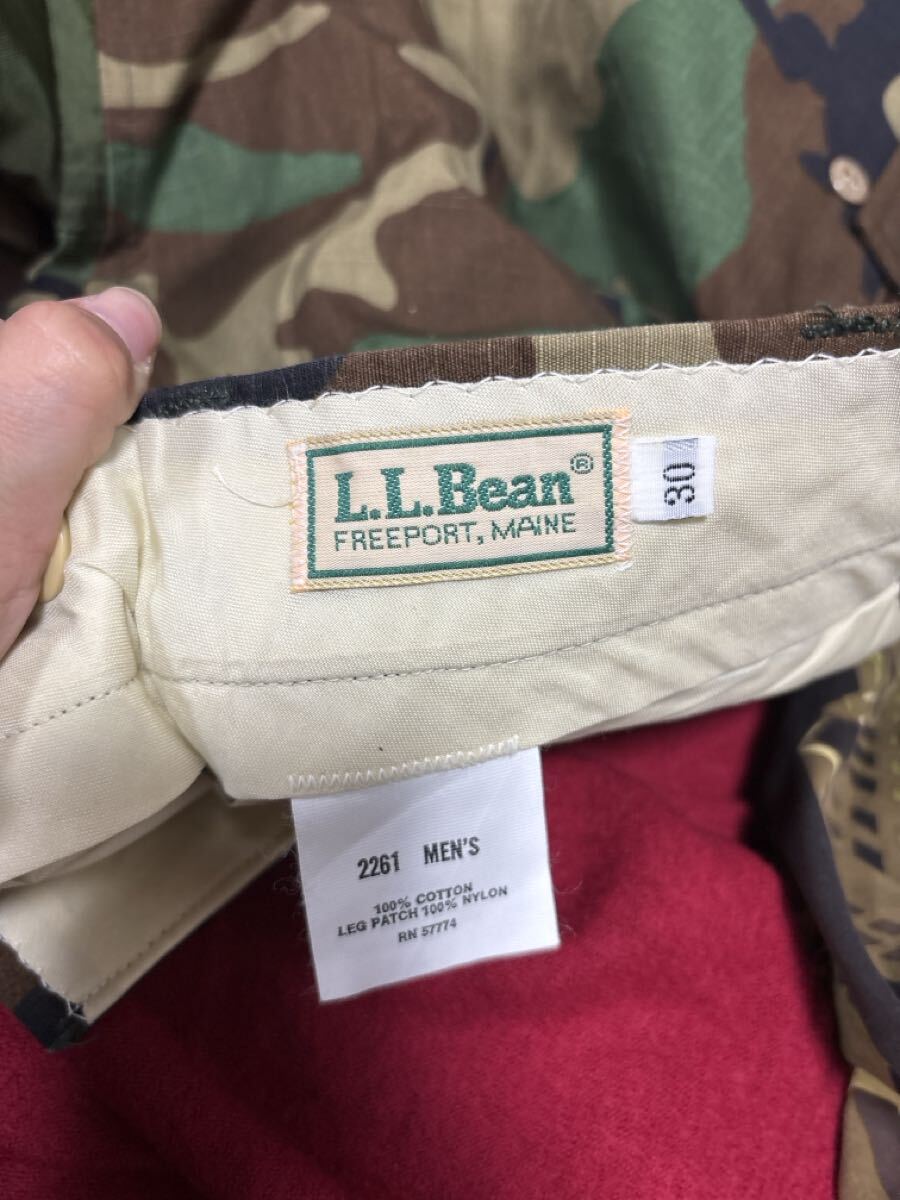 L.L.Bean®
FREEPORT, MAINE
30
2261 MEN'S
100% COTTON
LEG PATCH 100% NYLON
RN 57774